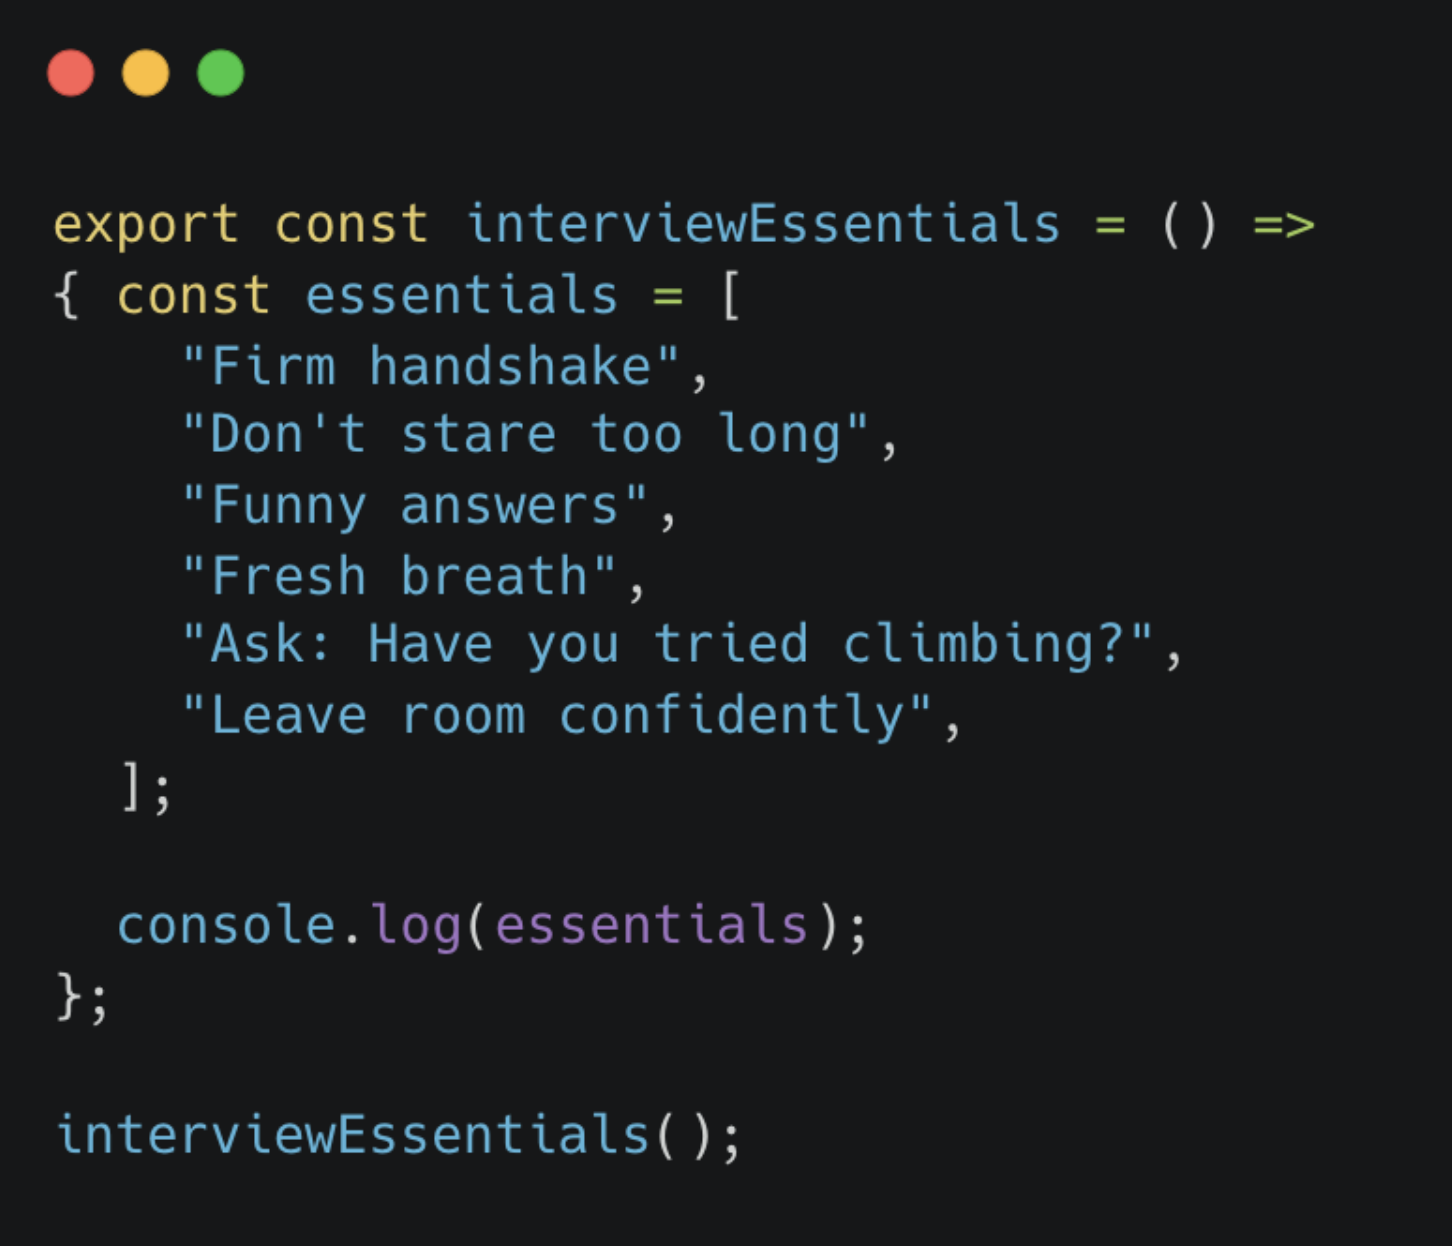 export const interviewEssentials = () =>
{ const essentials = [
    "Firm handshake",
    "Don't stare too long",
    "Funny answers",
    "Fresh breath",
    "Ask: Have you tried climbing?",
    "Leave room confidently",
  ];

  console.log(essentials);
};

interviewEssentials();